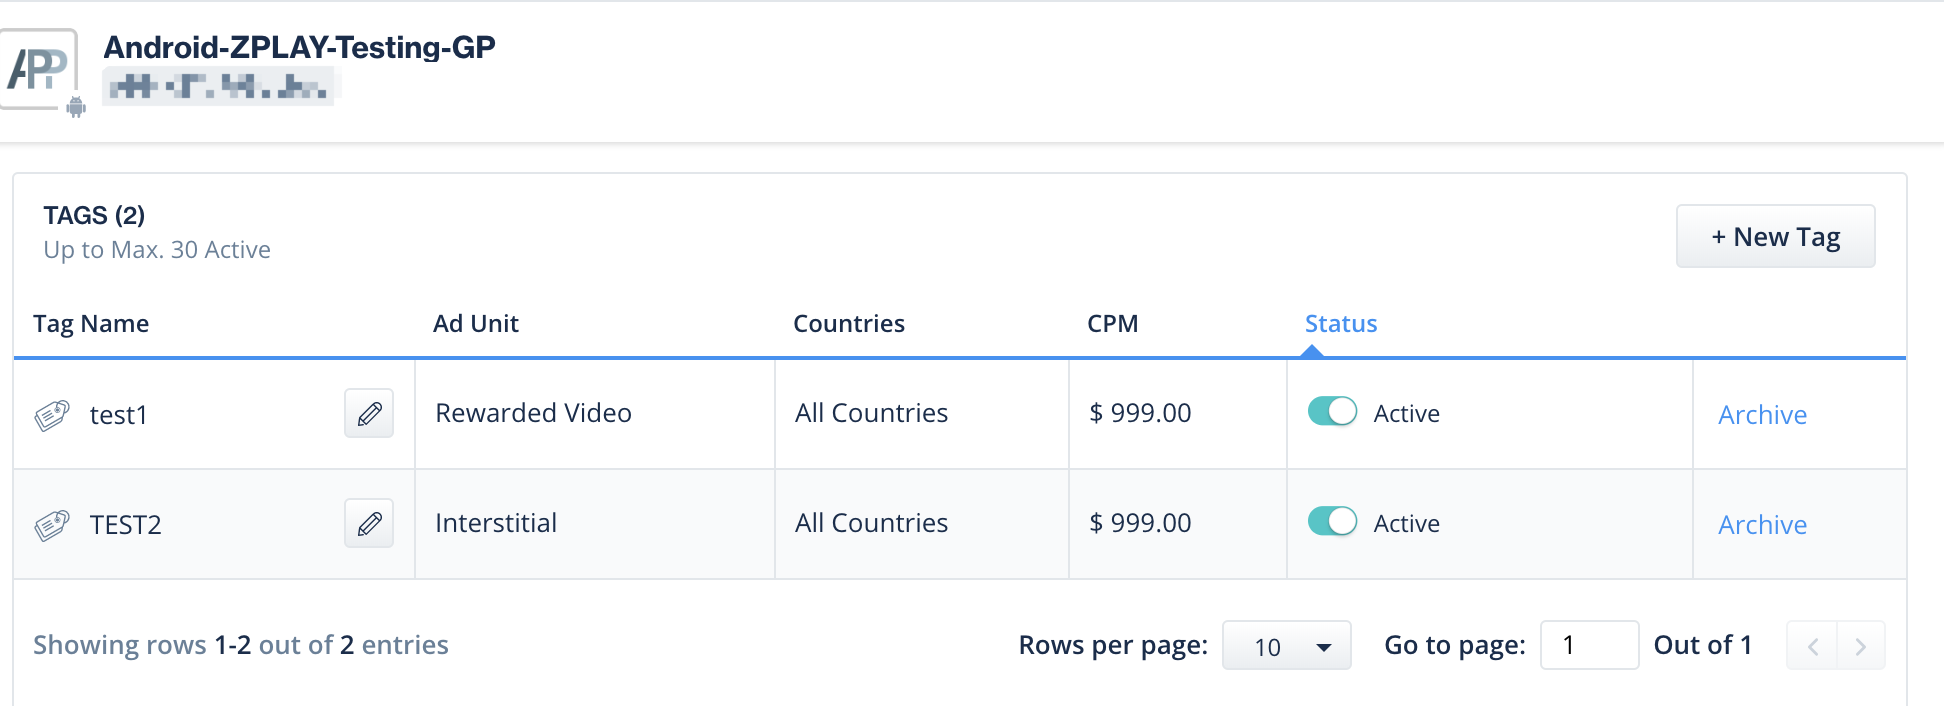 APP
Android-ZPLAY-Testing-GP
TAGS (2)
Up to Max. 30 Active
+ New Tag
Tag Name Ad Unit Countries CPM Status
test1 Rewarded Video All Countries $ 999.00 Active Archive
TEST2 Interstitial All Countries $ 999.00 Active Archive
Showing rows 1-2 out of 2 entries Rows per page: 10 Go to page: 1 Out of 1